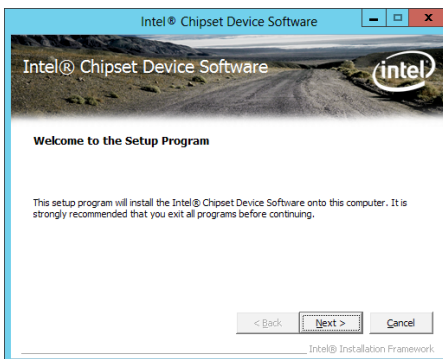 Intel® Chipset Device Software
Intel® Chipset Device Software
intel
Welcome to the Setup Program
This setup program will install the Intel® Chipset Device Software onto this computer. It is
strongly recommended that you exit all programs before continuing.
< Back
Next >
Cancel
Intel® Installation Framework